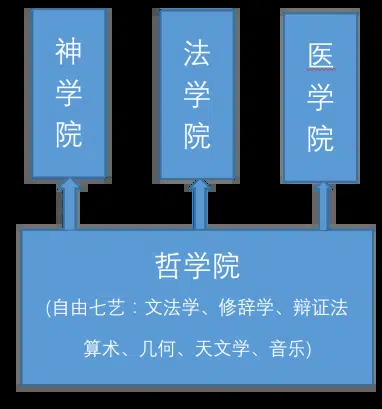 神学院
法学院
医学院
哲学院
(自由七艺：文法学、修辞学、辩证法
算术、几何、天文学、音乐)